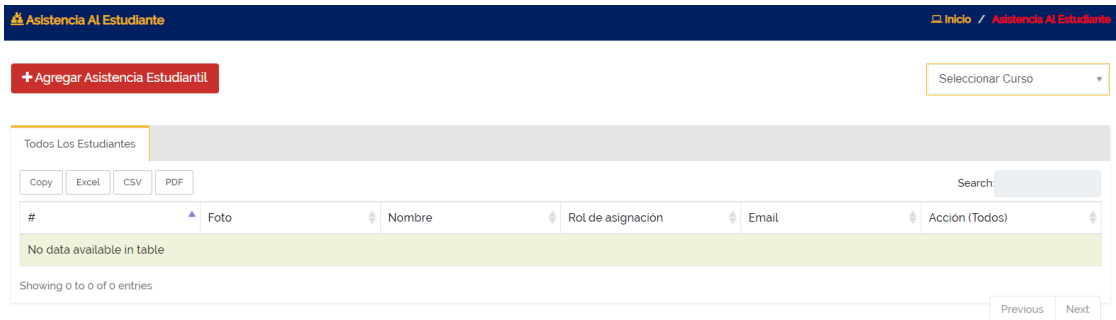 Asistencia Al Estudiante
Inicio / Asistencia Al Estudiante
+ Agregar Asistencia Estudiantil
Seleccionar Curso
Todos Los Estudiantes
Copy Excel CSV PDF
Search:
# Foto Nombre Rol de asignación Email Acción (Todos)
No data available in table
Showing 0 to 0 of 0 entries
Previous Next